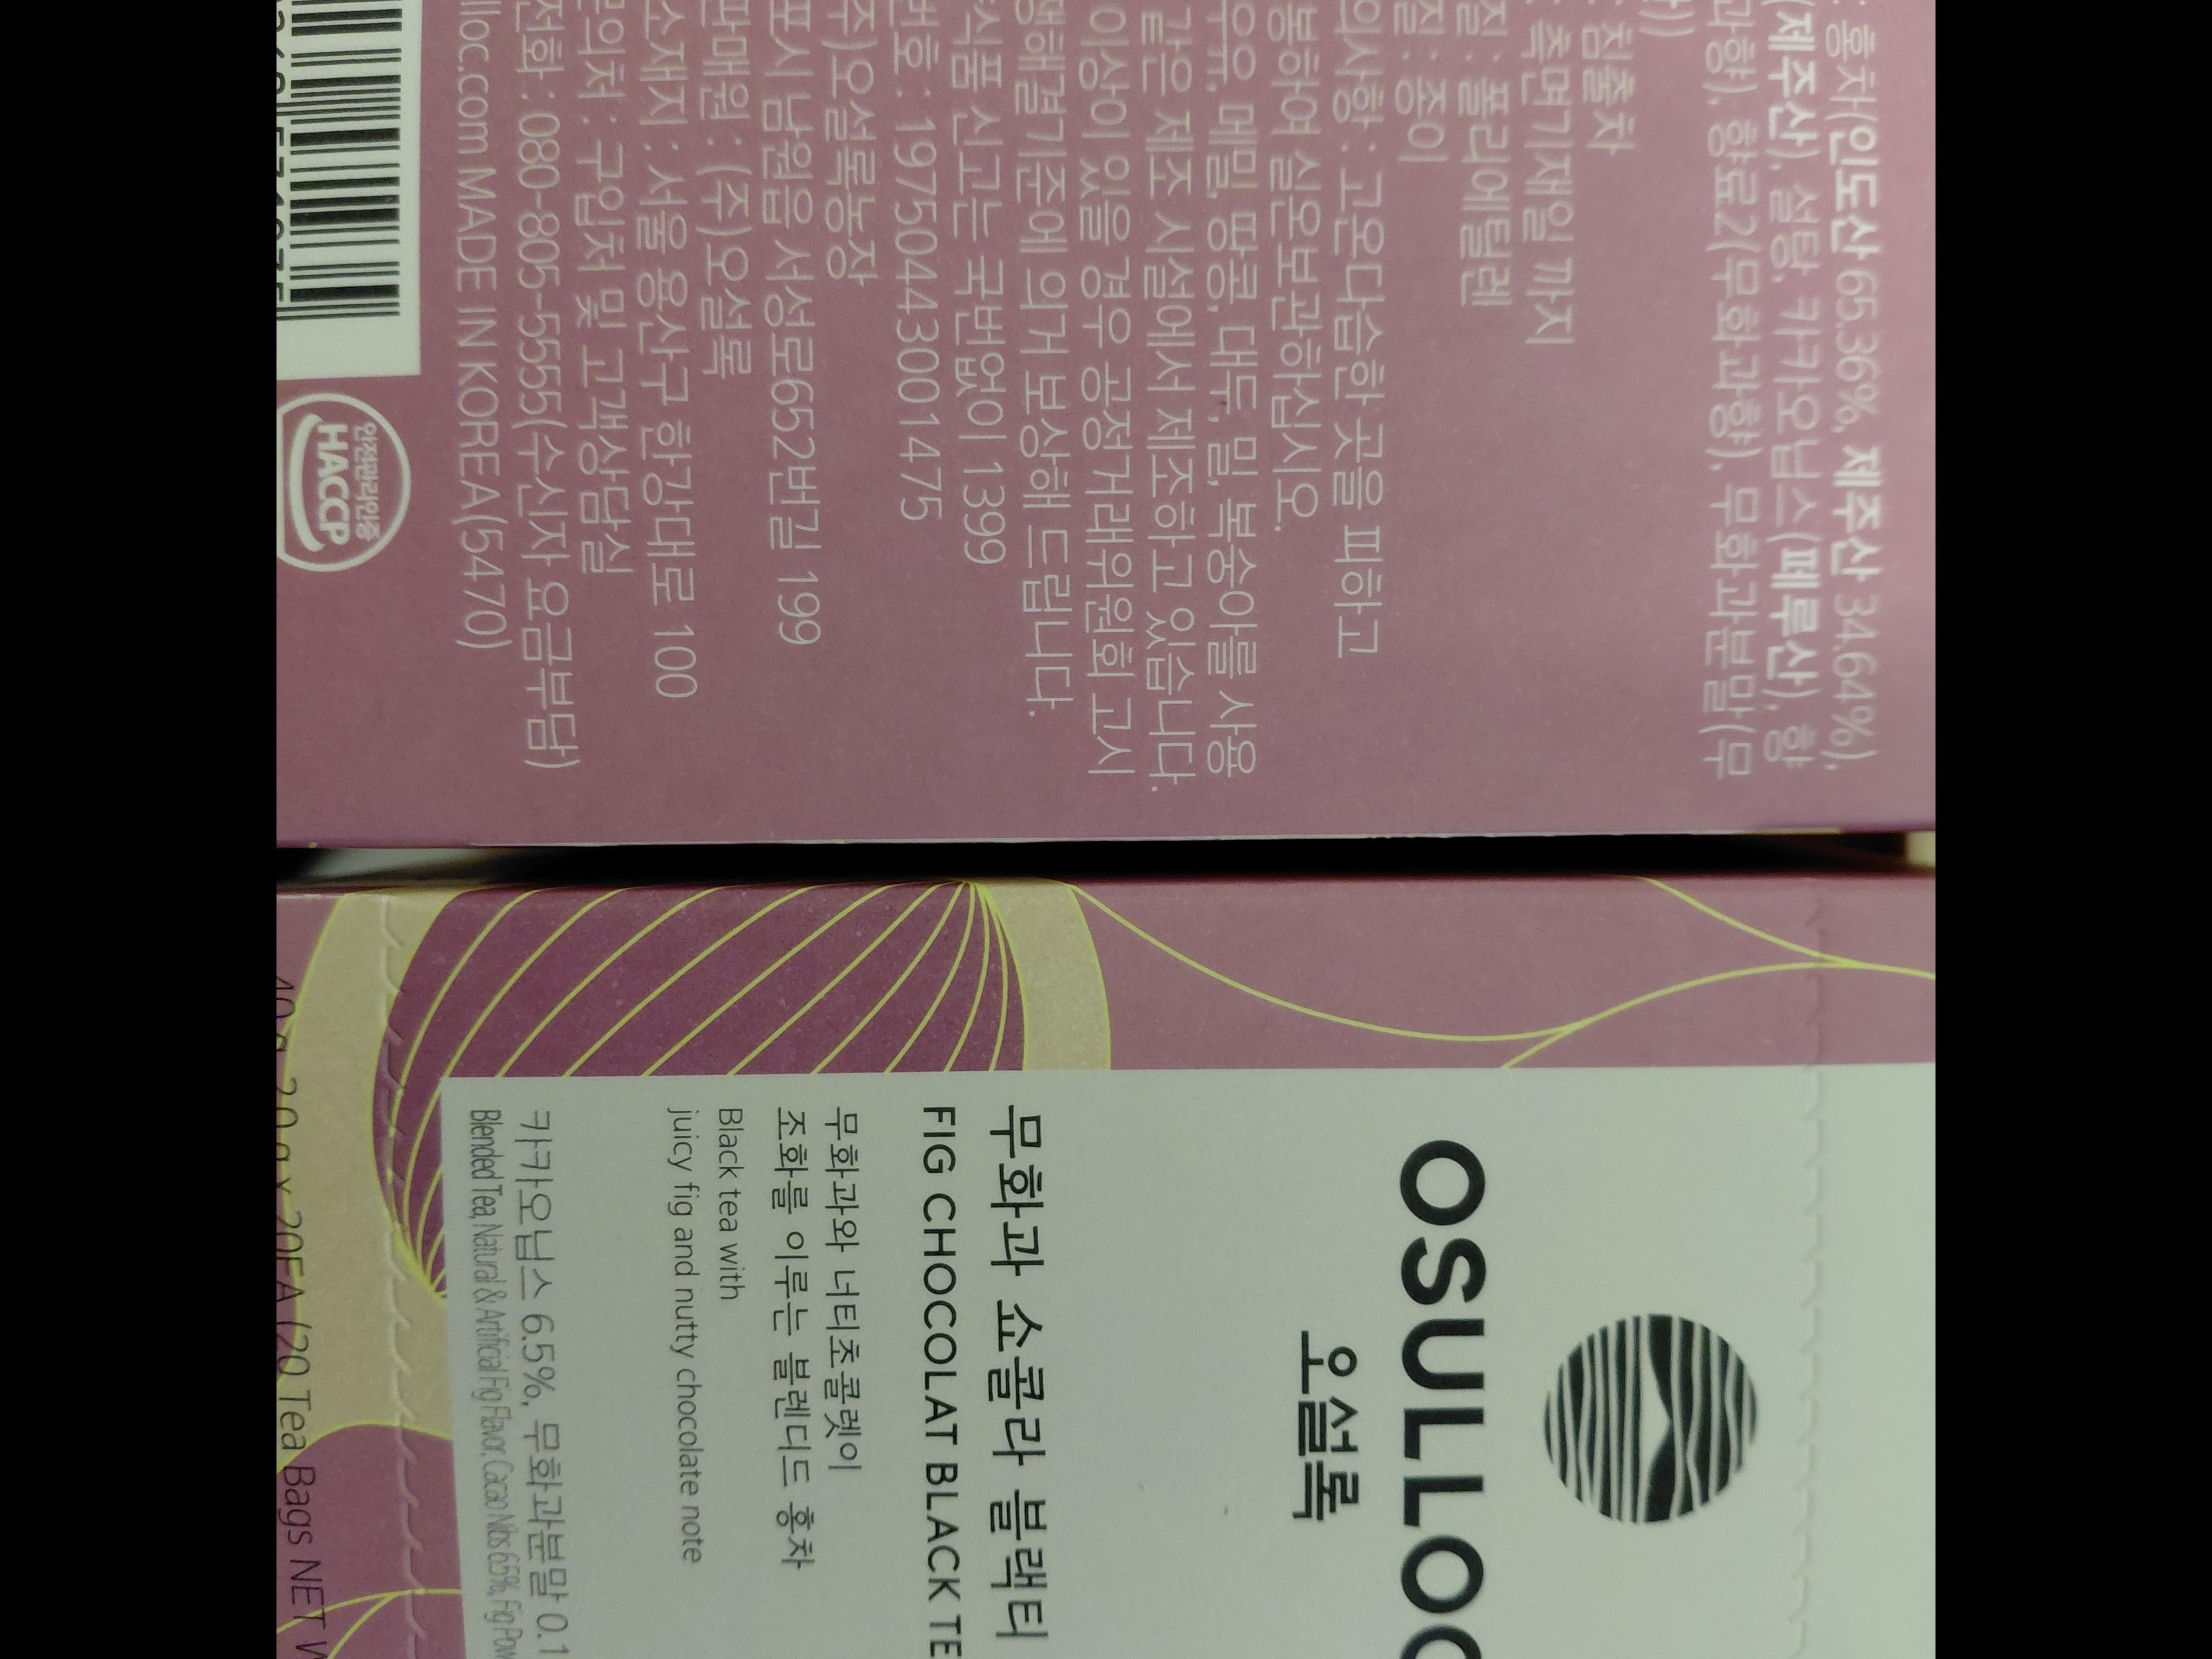 : 홍차(인도산 65.36%, 제주산 34.64%),
(제주산), 설탕, 카카오닙스(페루산), 향
과향), 향료2(무화과향), 무화과분말(무
산))
: 침출차
: 측면기재일 까지
질 : 폴리에틸렌
질 : 종이
의사항 : 고온다습한 곳을 피하고
봉하여 실온보관하십시오.
우유, 메밀, 땅콩, 대두, 밀, 복숭아를 사용
같은 제조 시설에서 제조하고 있습니다.
이상이 있을 경우 공정거래위원회 고시
쟁해결기준에 의거 보상해 드립니다.
식품 신고는 국번없이 1399
번호 : 19750443001475
주)오설록농장
포시 남원읍 서성로652번길 199
판매원 : (주)오설록
소재지 : 서울 용산구 한강대로 100
문의처 : 구입처 및 고객상담실
전화 : 080-805-5555(수신자 요금부담)
lloc.com MADE IN KOREA(5470)
안전관리인증
HACCP
OSULLOC
오설록
무화과 쇼콜라 블랙티
FIG CHOCOLAT BLACK TE
무화과와 너티초콜렛이
조화를 이루는 블렌디드 홍차
Black tea with
juicy fig and nutty chocolate note
카카오닙스 6.5%, 무화과분말 0.1
Blended Tea, Natural & Artificial Fig Flavor, Cacao Nibs 6.5%, Fig Pow
40 g 2.0 g x 20EA (20 Tea Bags NET W